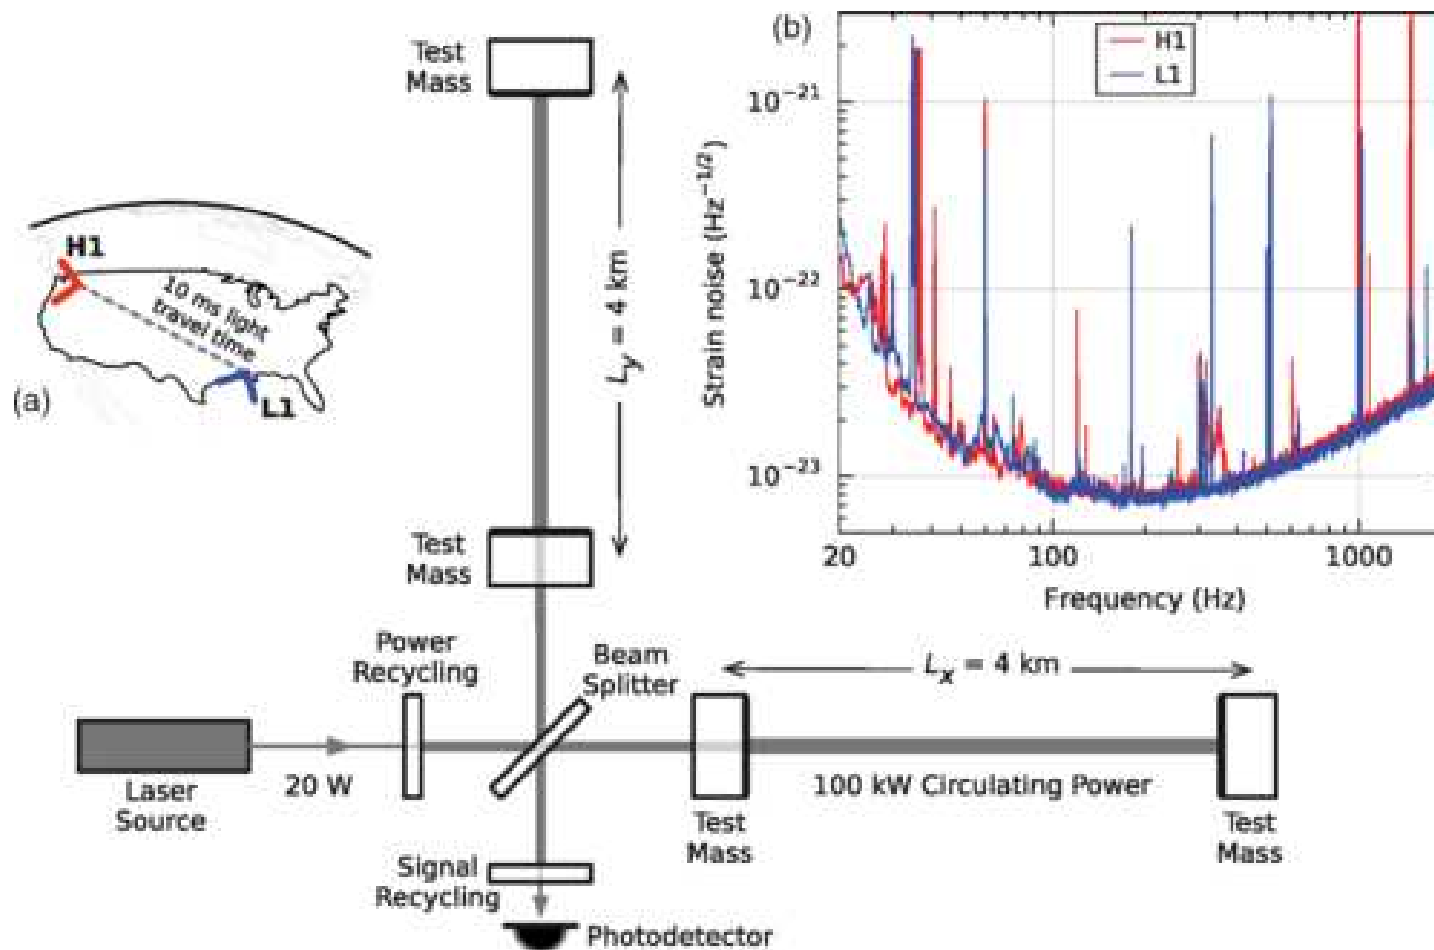 Test
Mass
(b)
H1
L1
10⁻²¹
10⁻²²
10⁻²³
Strain noise (Hz⁻¹/²)
20
100
1000
Frequency (Hz)
H1
10 ms light
travel time
L1
(a)
Ly = 4 km
Test
Mass
Power
Recycling
Beam
Splitter
Lx = 4 km
Laser
Source
20 W
100 kW Circulating Power
Test
Mass
Test
Mass
Signal
Recycling
Photodetector